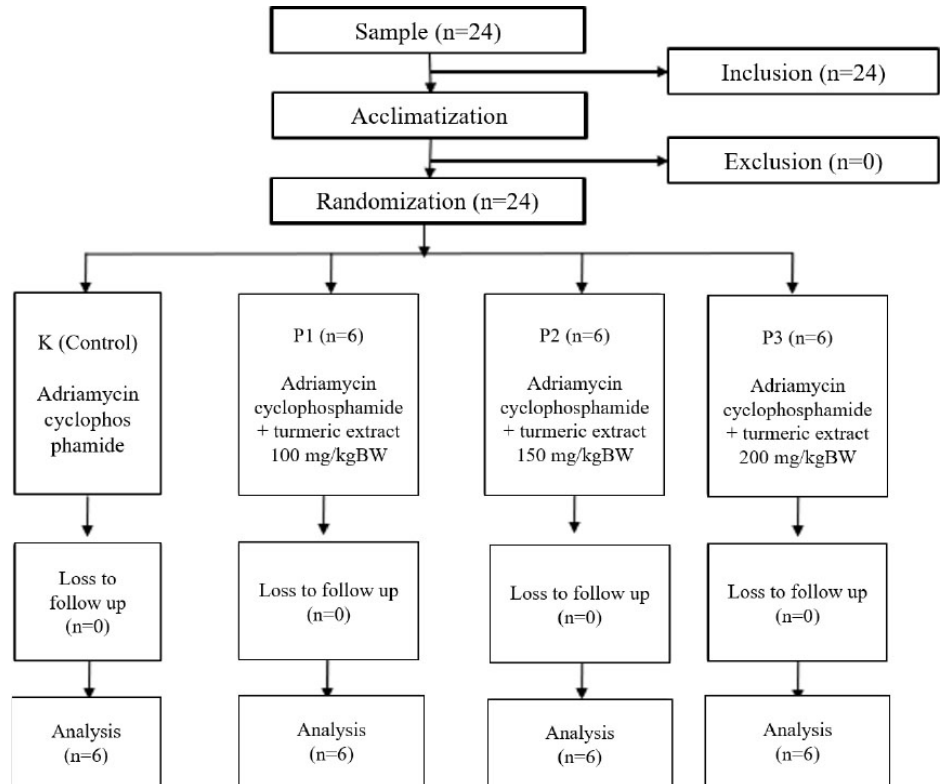 Sample (n=24)
Inclusion (n=24)
Acclimatization
Exclusion (n=0)
Randomization (n=24)
K (Control)
Adriamycin
cyclophos
phamide
P1 (n=6)
Adriamycin
cyclophosphamide
+ turmeric extract
100 mg/kgBW
P2 (n=6)
Adriamycin
cyclophosphamide
+ turmeric extract
150 mg/kgBW
P3 (n=6)
Adriamycin
cyclophosphamide
+ turmeric extract
200 mg/kgBW
Loss to
follow up
(n=0)
Loss to follow up
(n=0)
Loss to follow up
(n=0)
Loss to follow up
(n=0)
Analysis
(n=6)
Analysis
(n=6)
Analysis
(n=6)
Analysis
(n=6)